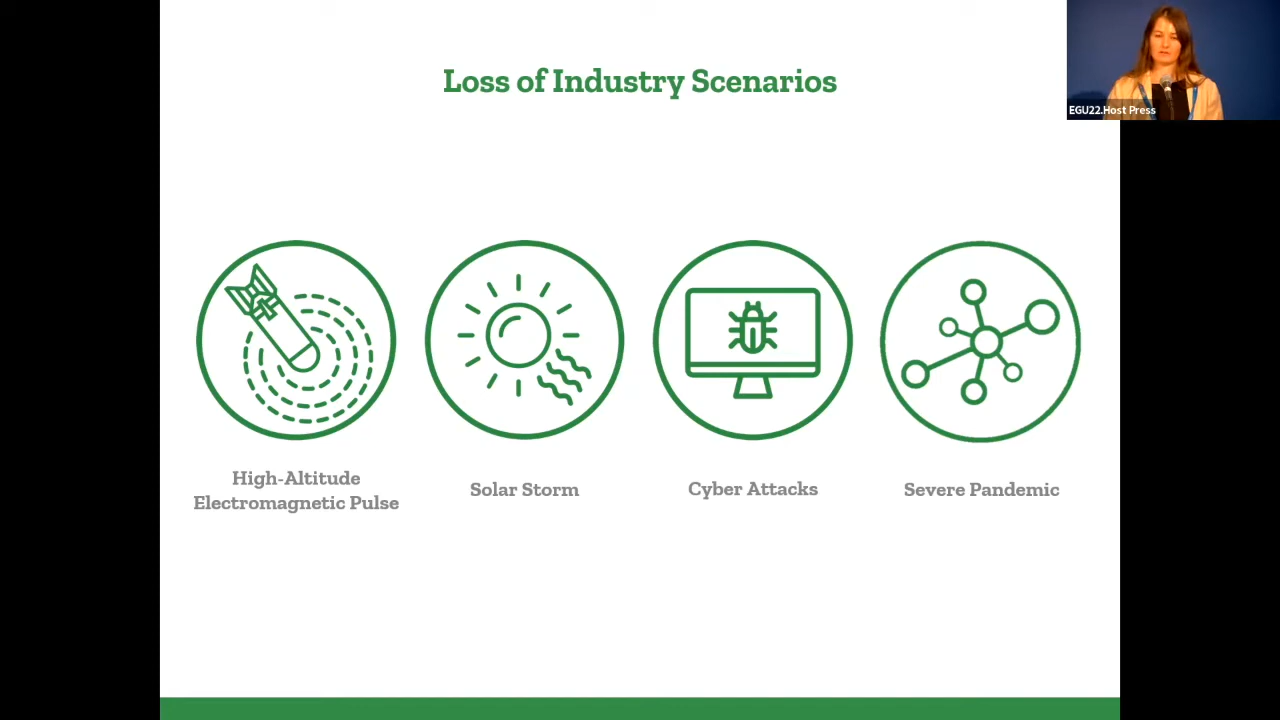 Loss of Industry Scenarios
EGU22.Host Press
High-Altitude
Electromagnetic Pulse
Solar Storm
Cyber Attacks
Severe Pandemic